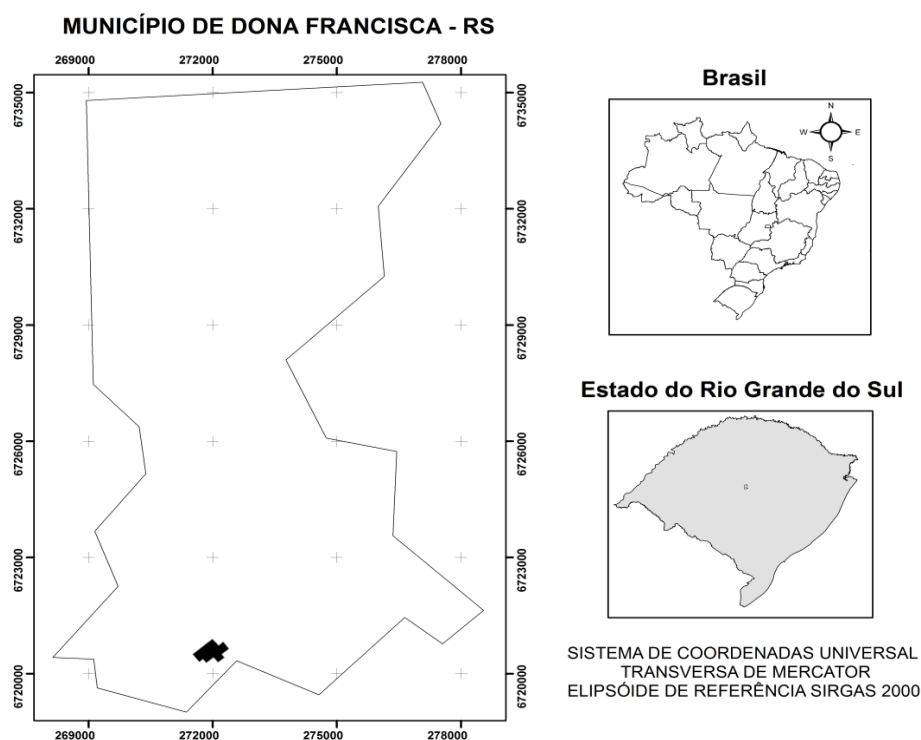 MUNICÍPIO DE DONA FRANCISCA - RS
269000 272000 275000 278000
6735000 6735000
6732000 6732000
6729000 6729000
6726000 6726000
6723000 6723000
6720000 6720000
269000 272000 275000 278000
Brasil
N
W E
S
Estado do Rio Grande do Sul
SISTEMA DE COORDENADAS UNIVERSAL
TRANSVERSA DE MERCATOR
ELIPSÓIDE DE REFERÊNCIA SIRGAS 2000